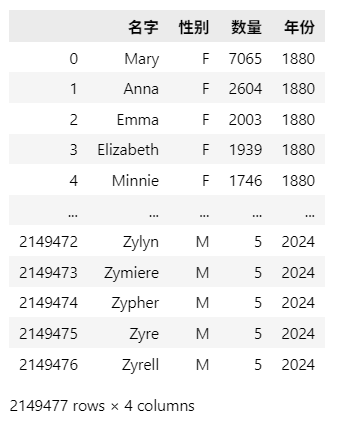 名字 性别 数量 年份
0 Mary F 7065 1880
1 Anna F 2604 1880
2 Emma F 2003 1880
3 Elizabeth F 1939 1880
4 Minnie F 1746 1880
... ... ... ... ...
2149472 Zylyn M 5 2024
2149473 Zymiere M 5 2024
2149474 Zypher M 5 2024
2149475 Zyre M 5 2024
2149476 Zyrell M 5 2024
2149477 rows × 4 columns